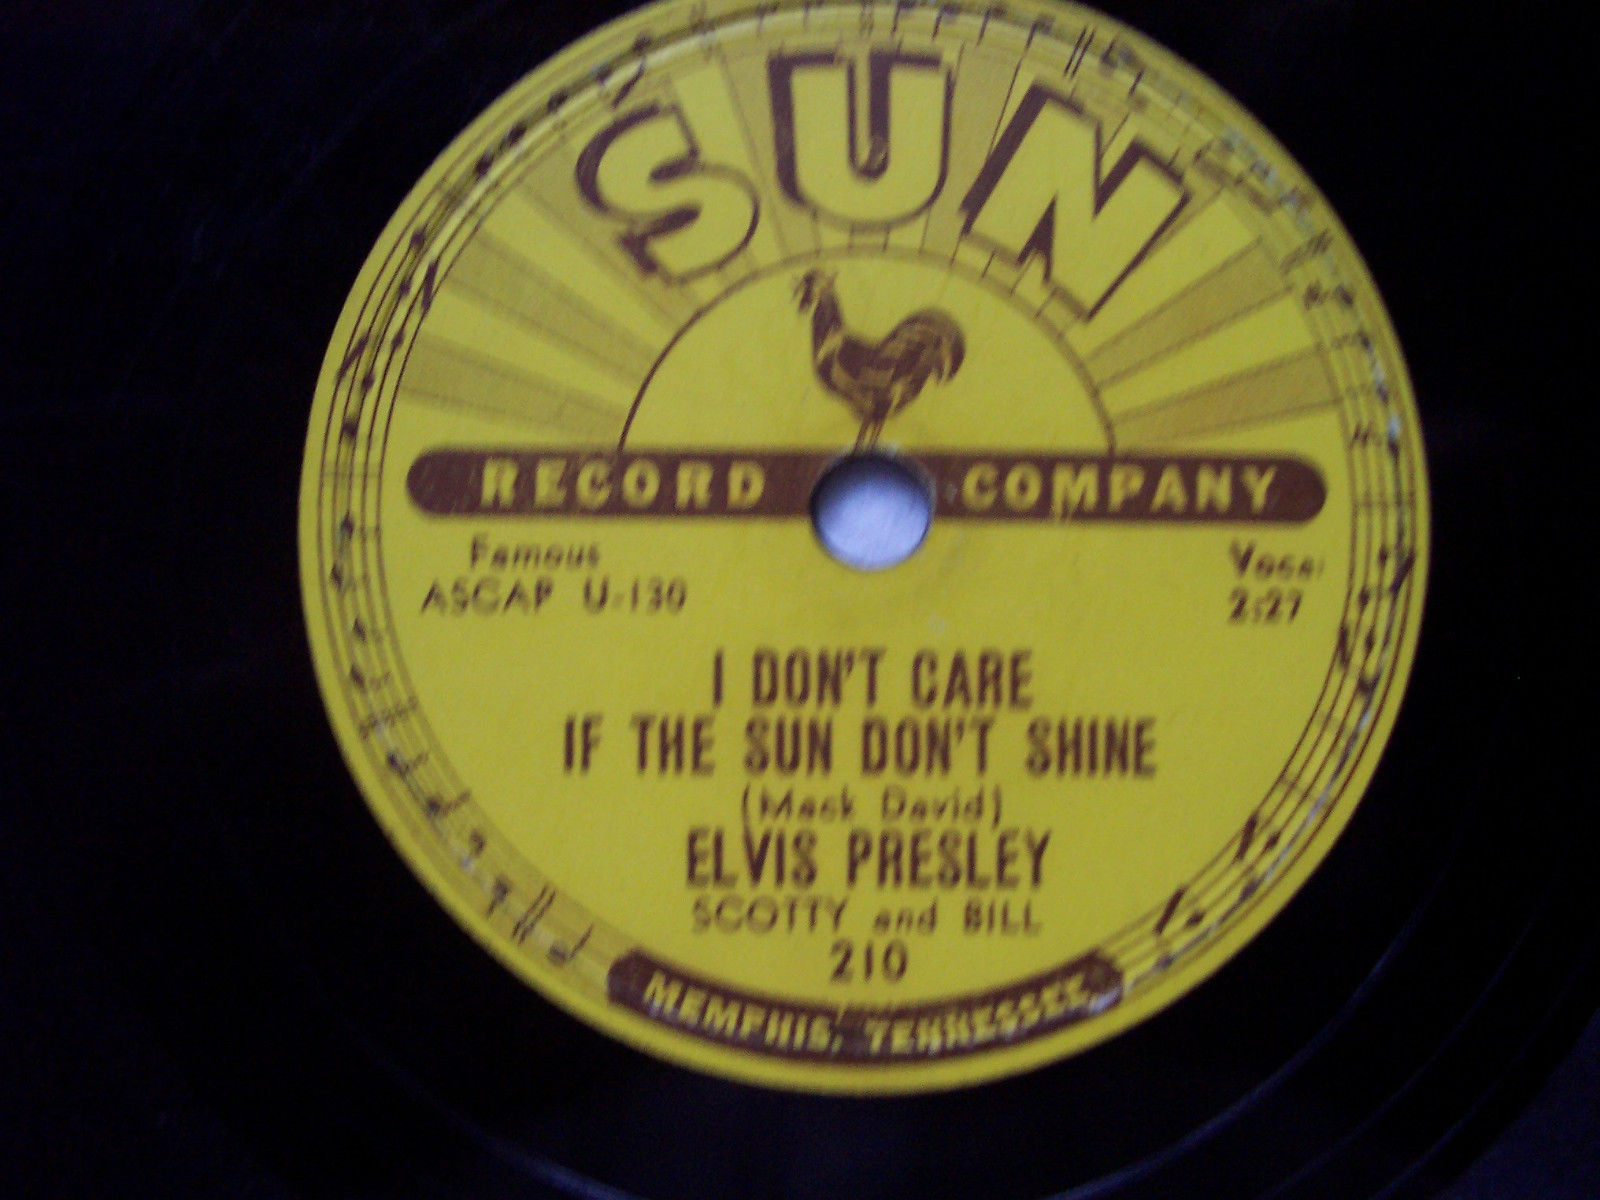 SUN
RECORD COMPANY
Famous
ASCAP U-130
Vocal
2:27
I DON'T CARE
IF THE SUN DON'T SHINE
(Mack David)
ELVIS PRESLEY
SCOTTY and BILL
210
MEMPHIS, TENNESSEE